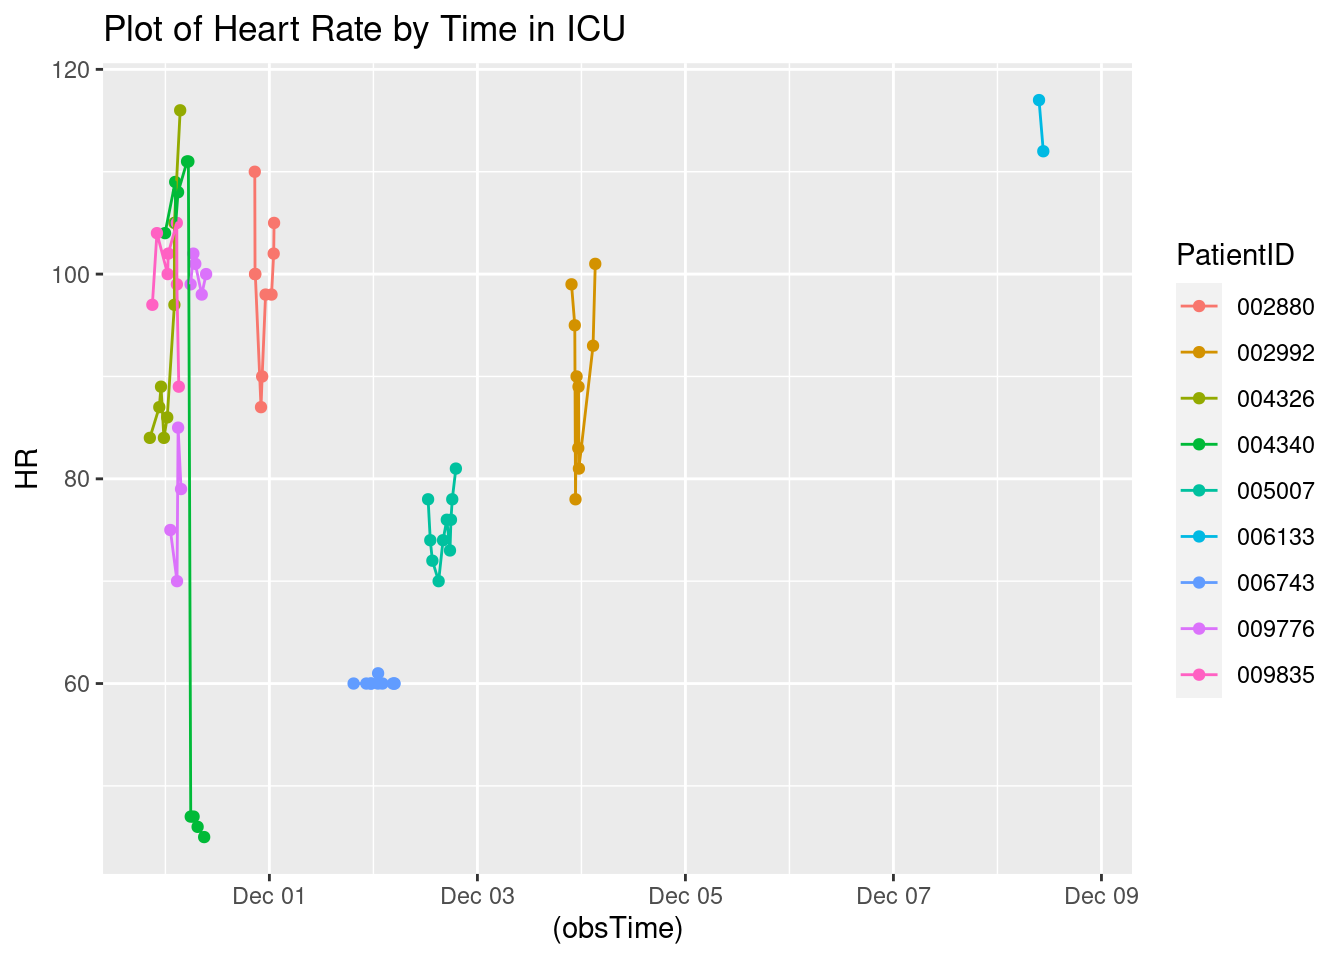 Plot of Heart Rate by Time in ICU
120
100
80
60
HR
Dec 01
Dec 03
Dec 05
Dec 07
Dec 09
(obsTime)
PatientID
002880
002992
004326
004340
005007
006133
006743
009776
009835